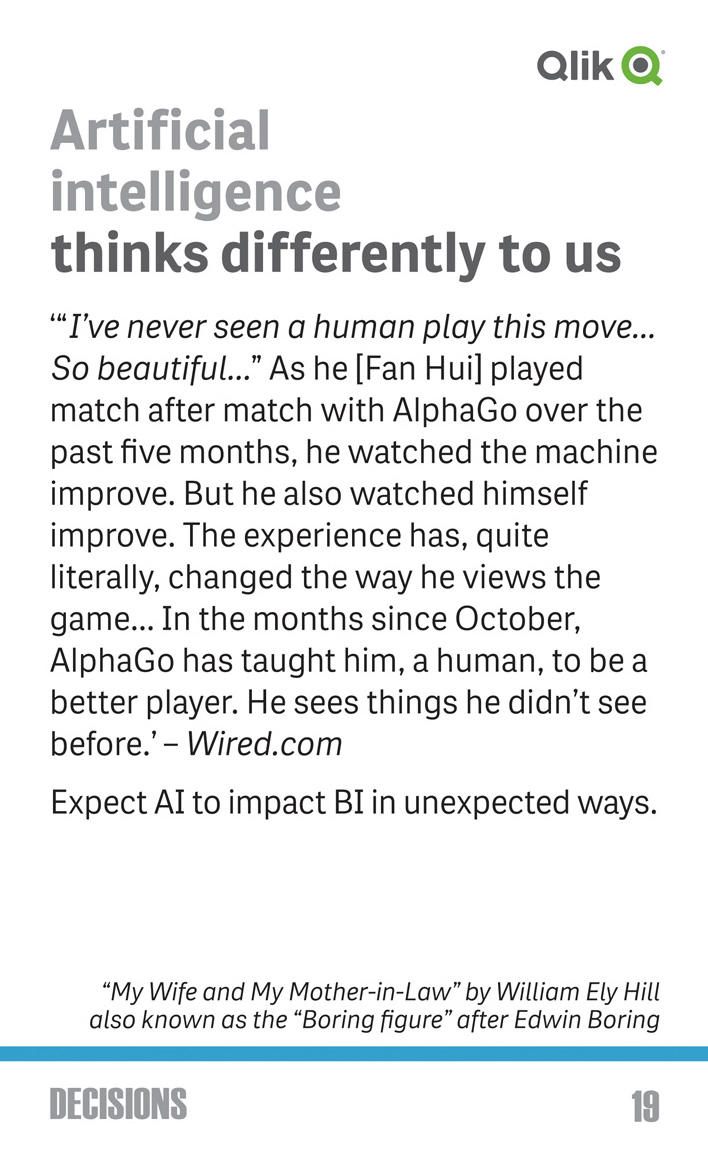 Qlik
Artificial
intelligence
thinks differently to us
‘“I’ve never seen a human play this move...
So beautiful...” As he [Fan Hui] played
match after match with AlphaGo over the
past five months, he watched the machine
improve. But he also watched himself
improve. The experience has, quite
literally, changed the way he views the
game... In the months since October,
AlphaGo has taught him, a human, to be a
better player. He sees things he didn’t see
before.’ – Wired.com
Expect AI to impact BI in unexpected ways.
“My Wife and My Mother-in-Law” by William Ely Hill
also known as the “Boring figure” after Edwin Boring
DECISIONS
19